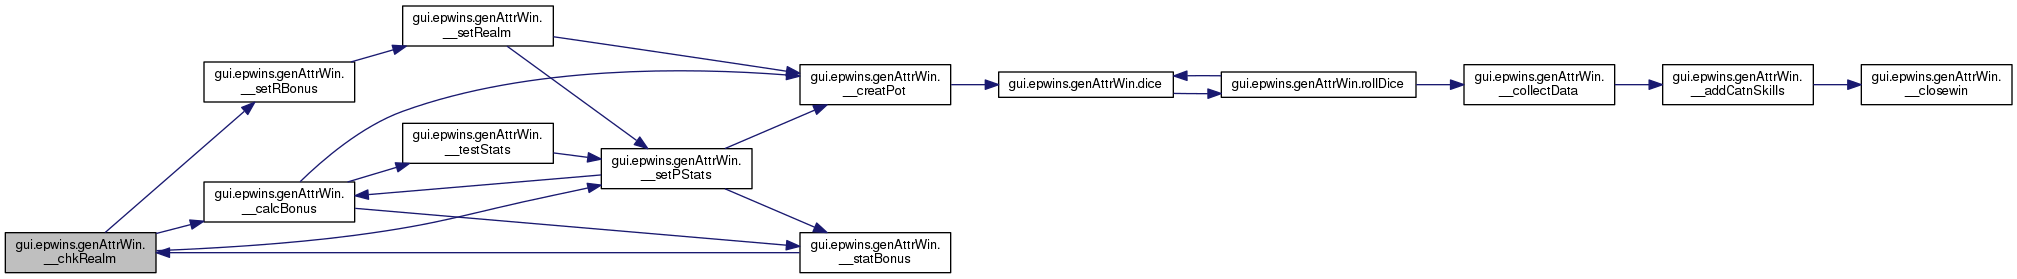 gui.epwins.genAttrWin.
__setRealm
gui.epwins.genAttrWin.
__setRBonus
gui.epwins.genAttrWin.
__creatPot
gui.epwins.genAttrWin.dice
gui.epwins.genAttrWin.rollDice
gui.epwins.genAttrWin.
__collectData
gui.epwins.genAttrWin.
__addCatnSkills
gui.epwins.genAttrWin.
__closewin
gui.epwins.genAttrWin.
__testStats
gui.epwins.genAttrWin.
__setPStats
gui.epwins.genAttrWin.
__calcBonus
gui.epwins.genAttrWin.
__chkRealm
gui.epwins.genAttrWin.
__statBonus